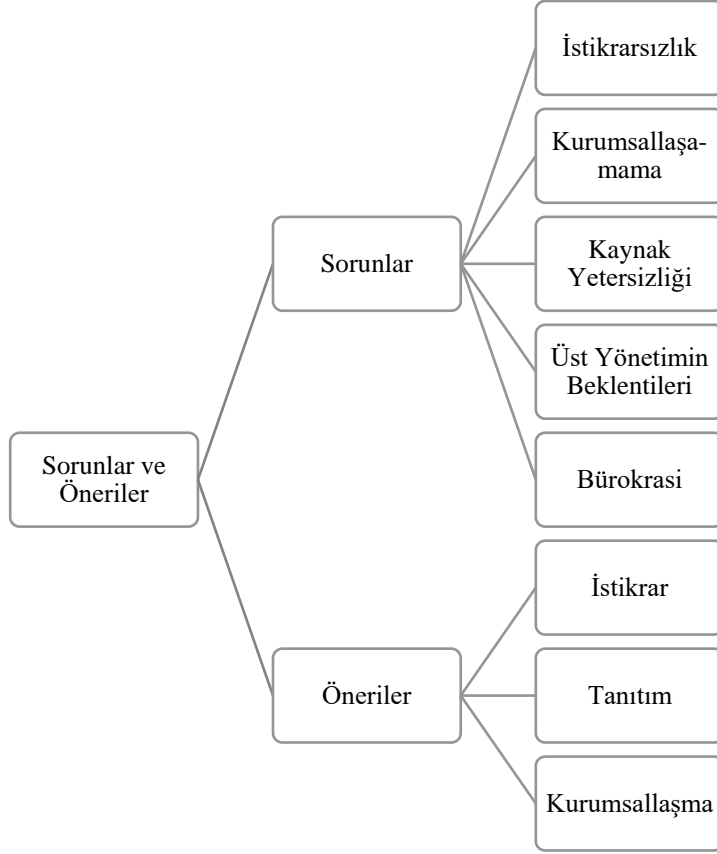 İstikrarsızlık
Kurumsallaşa-
mama
Sorunlar
Kaynak
Yetersizliği
Üst Yönetimin
Beklentileri
Sorunlar ve
Öneriler
Bürokrasi
İstikrar
Öneriler
Tanıtım
Kurumsallaşma